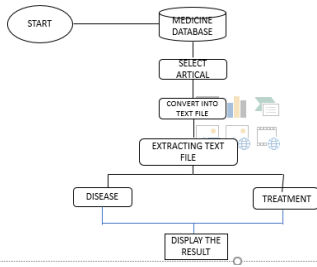 START
MEDICINE
DATABASE
SELECT
ARTICAL
CONVERT INTO
TEXT FILE
EXTRACTING TEXT
FILE
DISEASE
TREATMENT
DISPLAY THE
RESULT